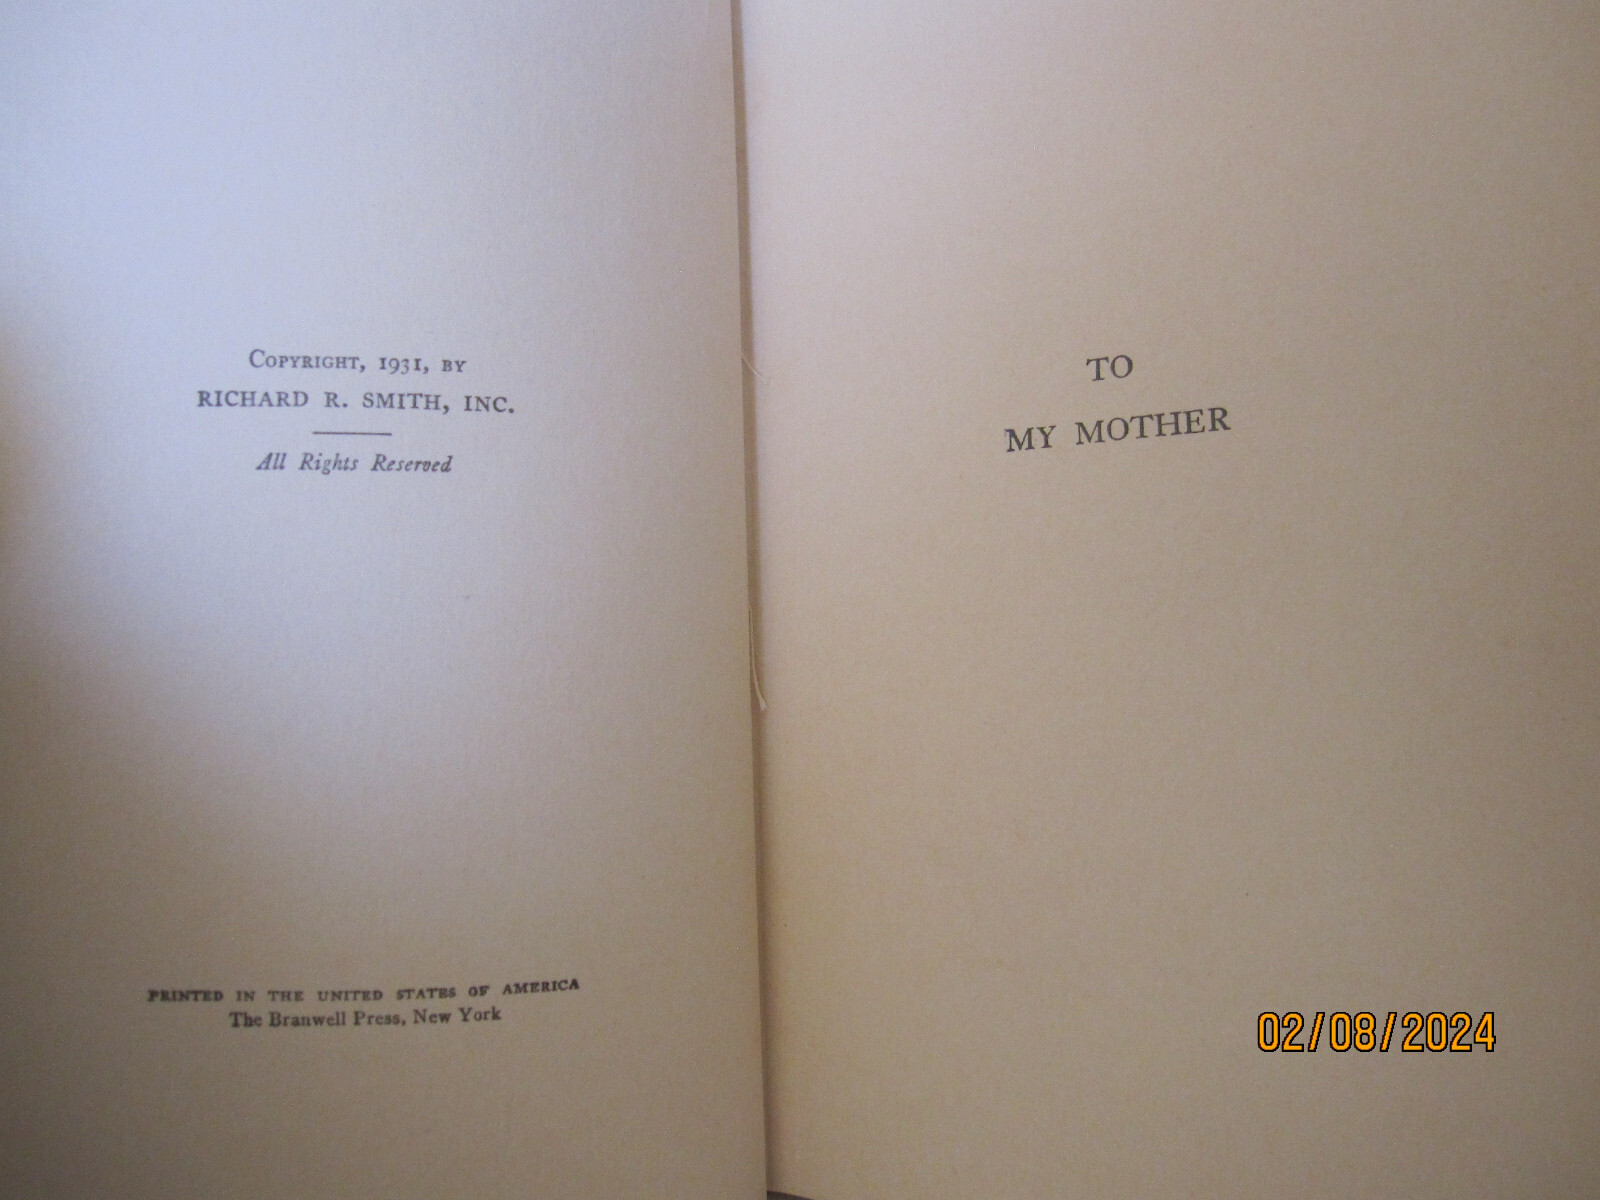 COPYRIGHT, 1931, BY
RICHARD R. SMITH, INC.
All Rights Reserved
PRINTED IN THE UNITED STATES OF AMERICA
The Branwell Press, New York
TO
MY MOTHER
02/08/2024